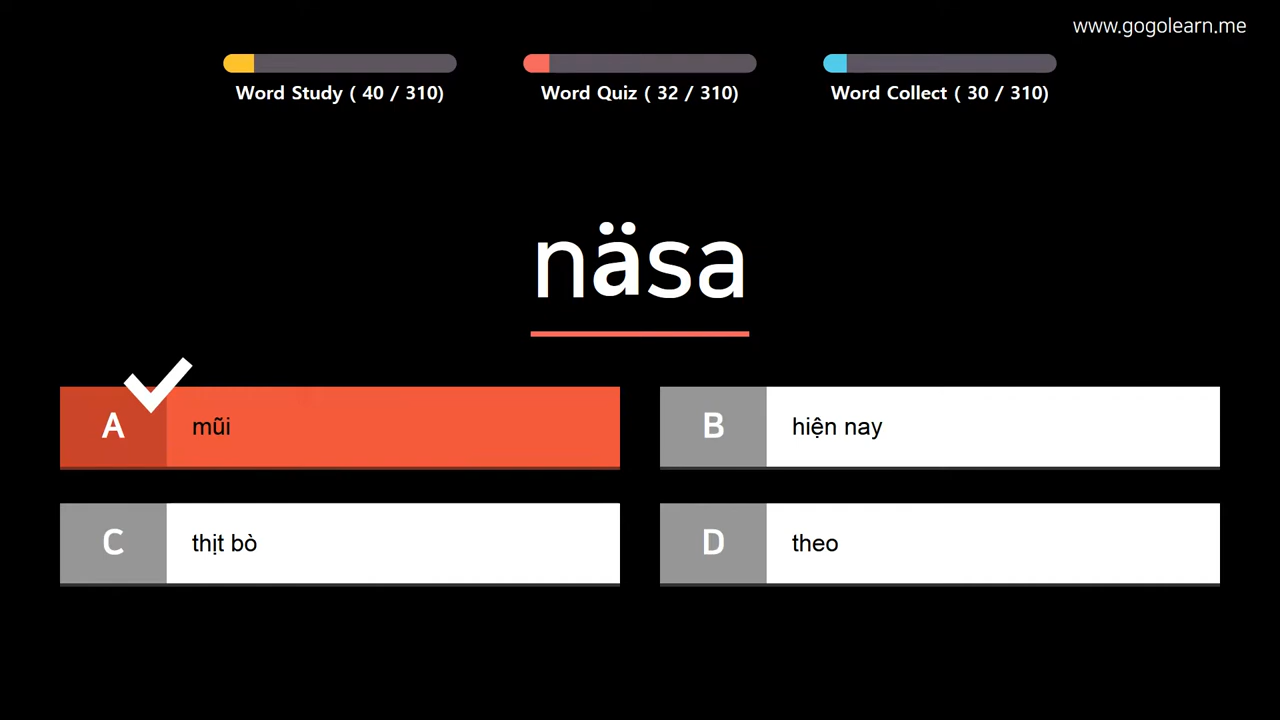 www.gogolearn.me
Word Study ( 40 / 310)
Word Quiz ( 32 / 310)
Word Collect ( 30 / 310)
näsa
A mũi
B hiện nay
C thịt bò
D theo